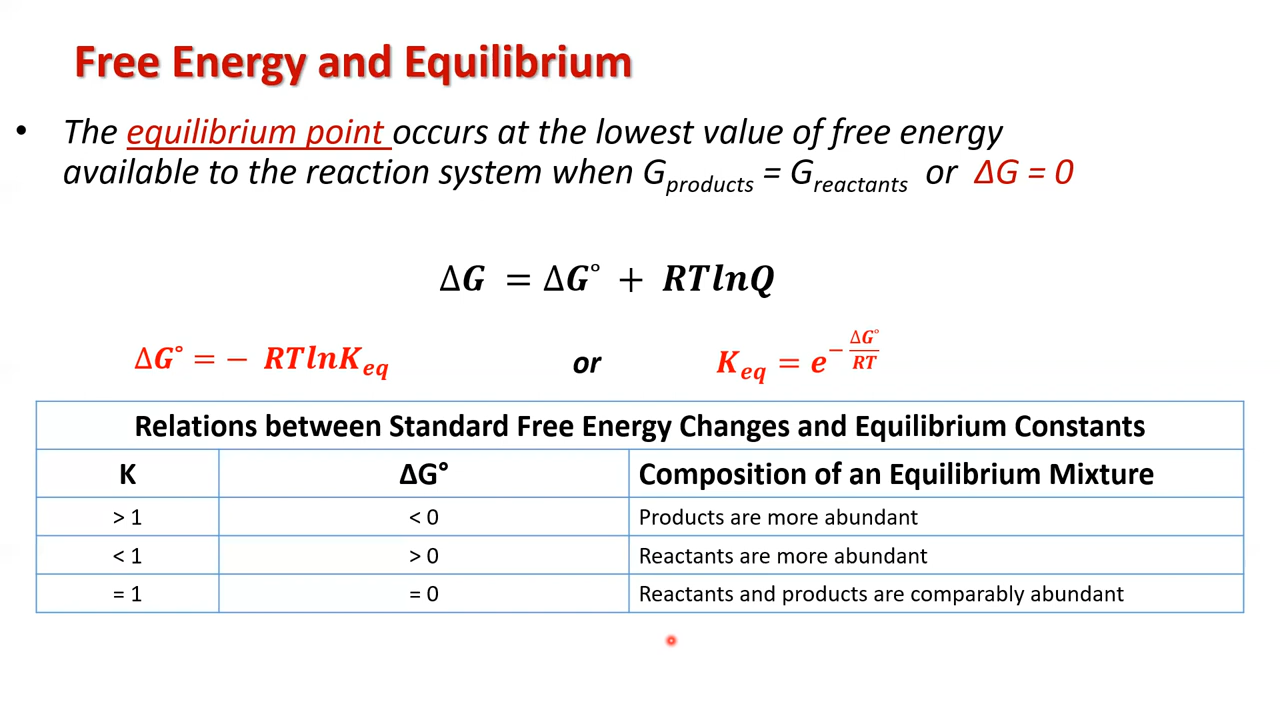 Free Energy and Equilibrium
• The equilibrium point occurs at the lowest value of free energy
available to the reaction system when Gproducts = Greactants or ΔG = 0
ΔG = ΔG° + RTlnQ
ΔG° = − RTlnKeq or Keq = e^−ΔG°/RT
Relations between Standard Free Energy Changes and Equilibrium Constants
K ΔG° Composition of an Equilibrium Mixture
> 1 < 0 Products are more abundant
< 1 > 0 Reactants are more abundant
= 1 = 0 Reactants and products are comparably abundant